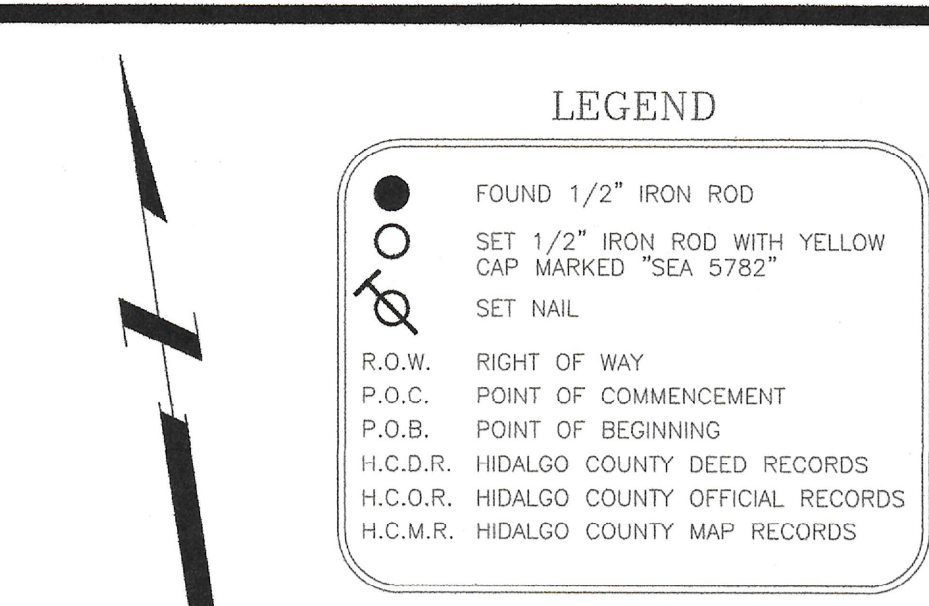 LEGEND
FOUND 1/2" IRON ROD
SET 1/2" IRON ROD WITH YELLOW
CAP MARKED "SEA 5782"
SET NAIL
R.O.W. RIGHT OF WAY
P.O.C. POINT OF COMMENCEMENT
P.O.B. POINT OF BEGINNING
H.C.D.R. HIDALGO COUNTY DEED RECORDS
H.C.O.R. HIDALGO COUNTY OFFICIAL RECORDS
H.C.M.R. HIDALGO COUNTY MAP RECORDS